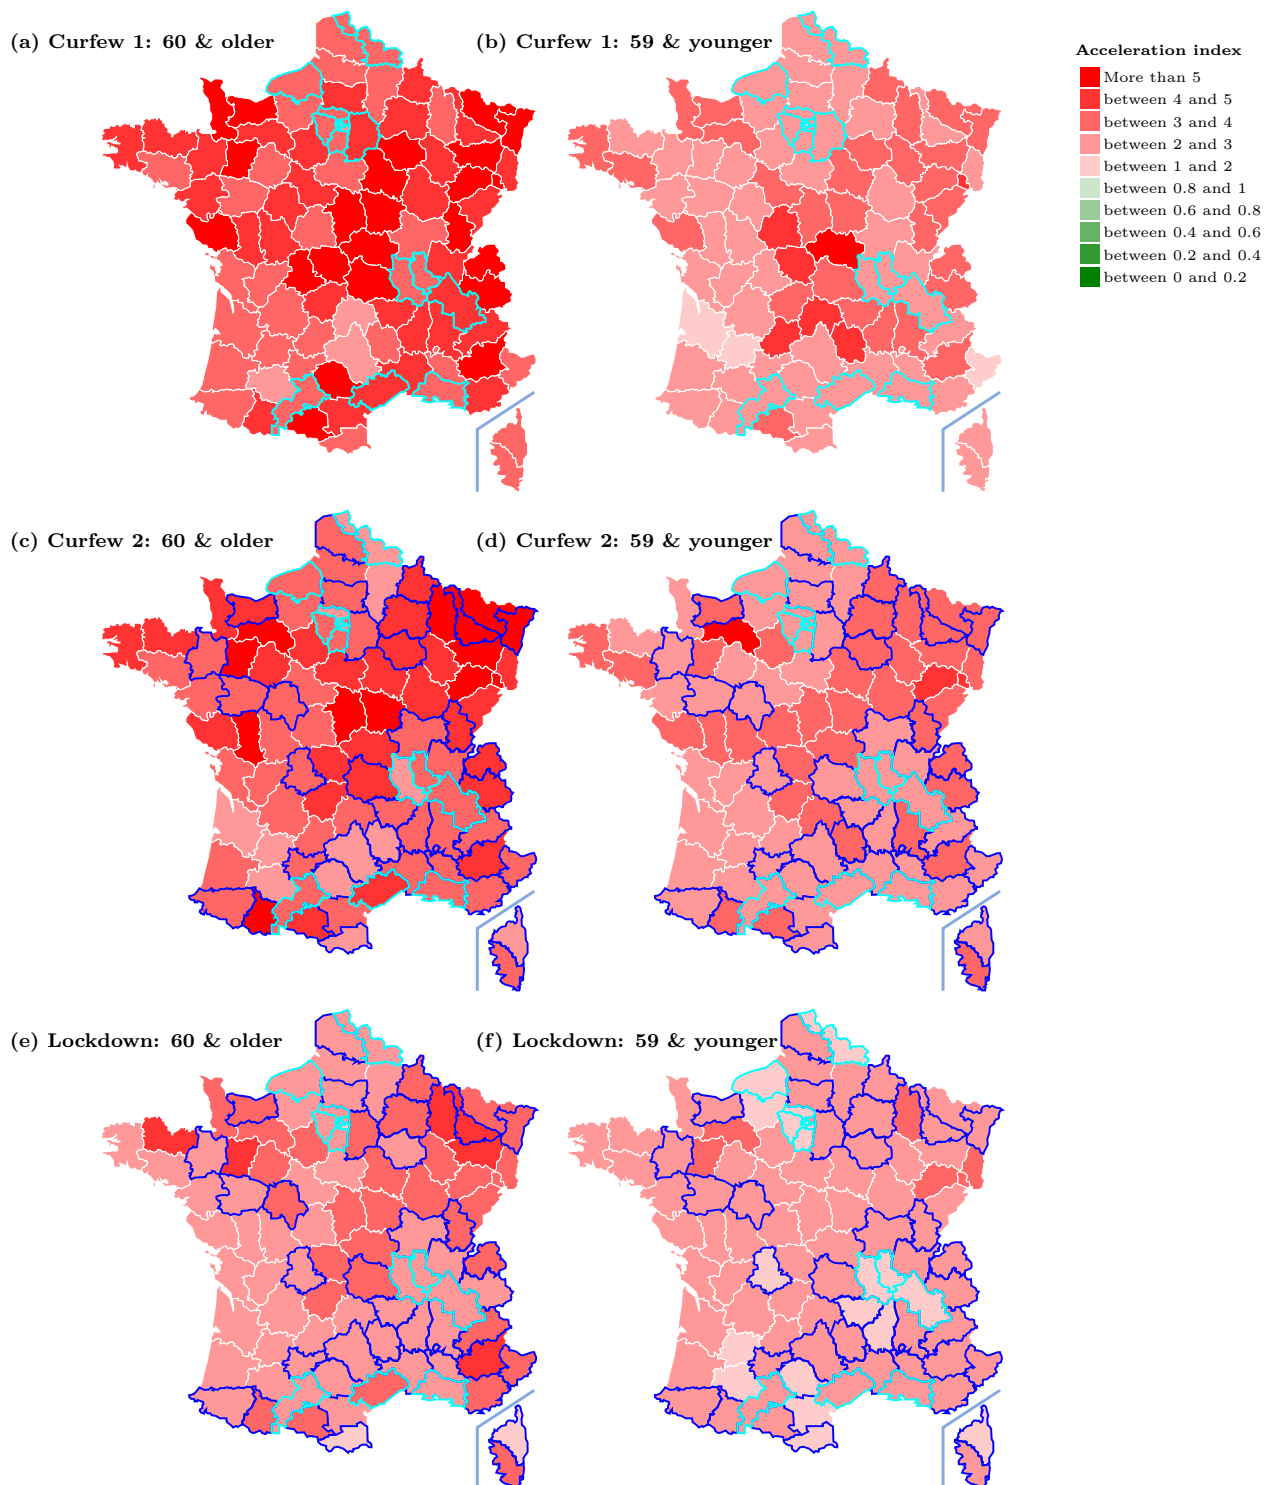 (a) Curfew 1: 60 & older
(b) Curfew 1: 59 & younger
Acceleration index
More than 5
between 4 and 5
between 3 and 4
between 2 and 3
between 1 and 2
between 0.8 and 1
between 0.6 and 0.8
between 0.4 and 0.6
between 0.2 and 0.4
between 0 and 0.2
(c) Curfew 2: 60 & older
(d) Curfew 2: 59 & younger
(e) Lockdown: 60 & older
(f) Lockdown: 59 & younger